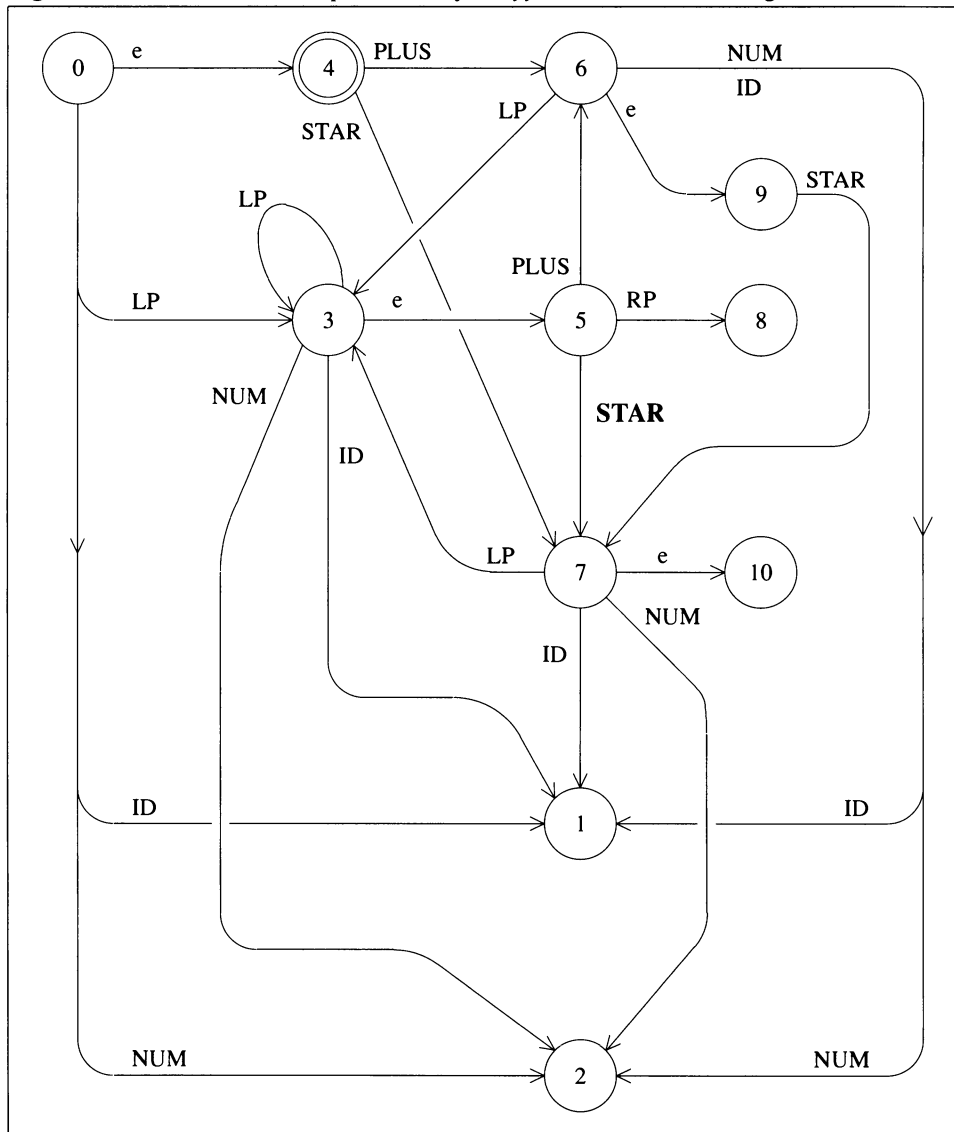 0 e 4 PLUS 6 NUM
ID
STAR LP e
9 STAR
LP
PLUS
LP 3 e 5 RP 8
NUM STAR
ID
LP 7 e 10
NUM
ID
ID 1 ID
NUM 2 NUM